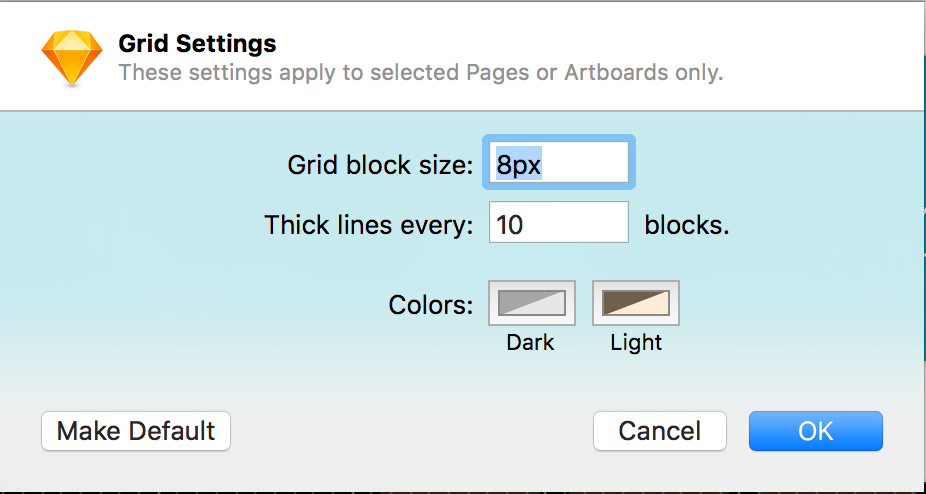 Grid Settings
These settings apply to selected Pages or Artboards only.
Grid block size: 8px
Thick lines every: 10 blocks.
Colors:
Dark Light
Make Default Cancel OK